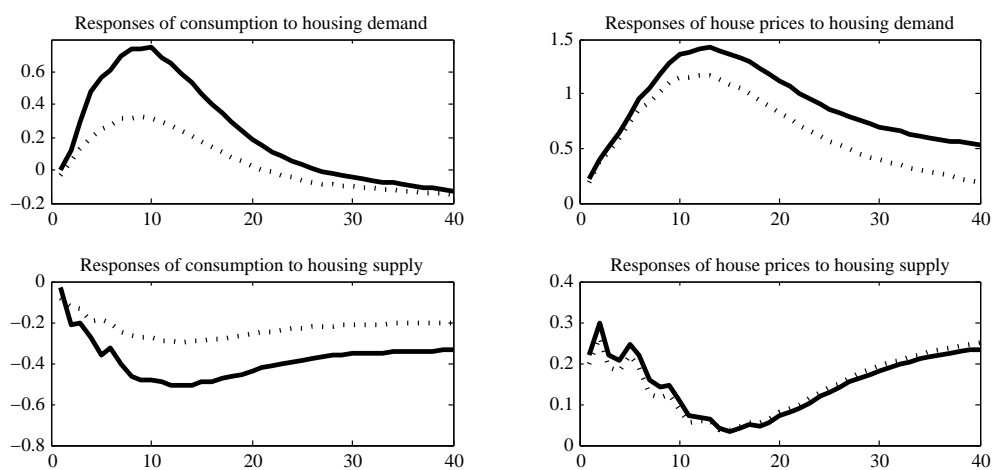 Responses of consumption to housing demand
0.6
0.4
0.2
0
−0.2
0 10 20 30 40
Responses of house prices to housing demand
1.5
1
0.5
0
0 10 20 30 40
Responses of consumption to housing supply
0
−0.2
−0.4
−0.6
−0.8
0 10 20 30 40
Responses of house prices to housing supply
0.4
0.3
0.2
0.1
0
0 10 20 30 40